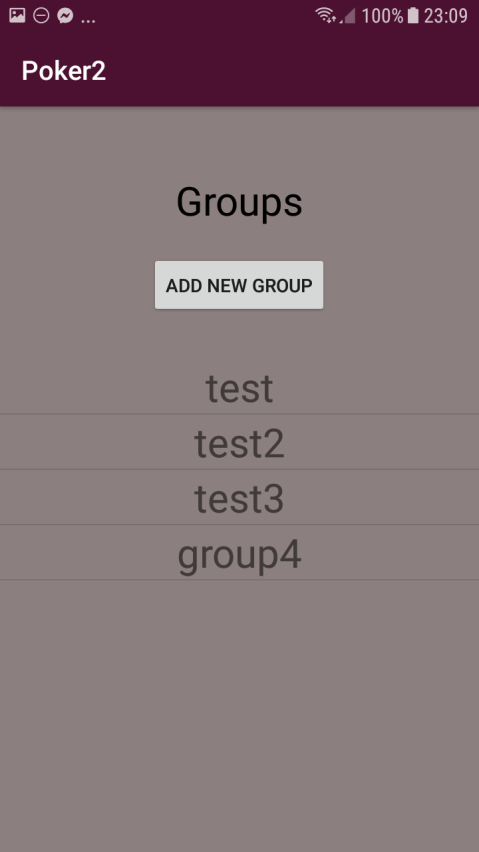 ... 100% 23:09
Poker2
Groups
ADD NEW GROUP
test
test2
test3
group4